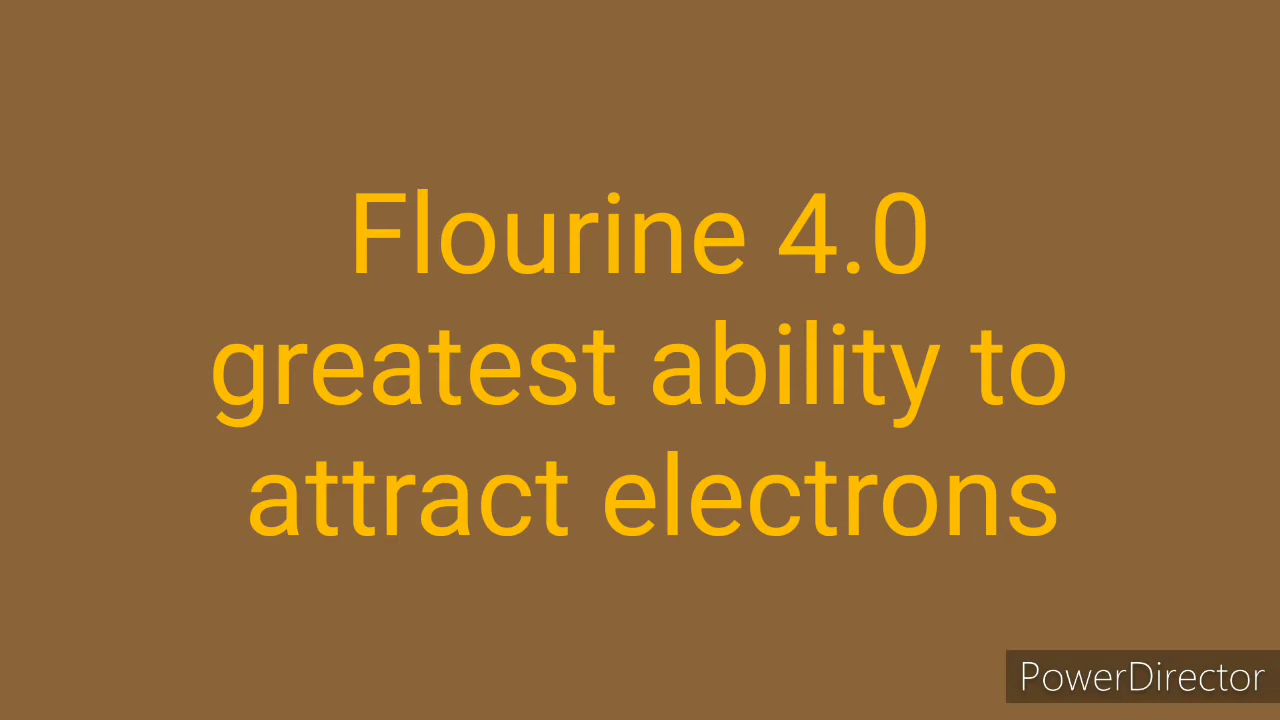 Flourine 4.0
greatest ability to
attract electrons
PowerDirector